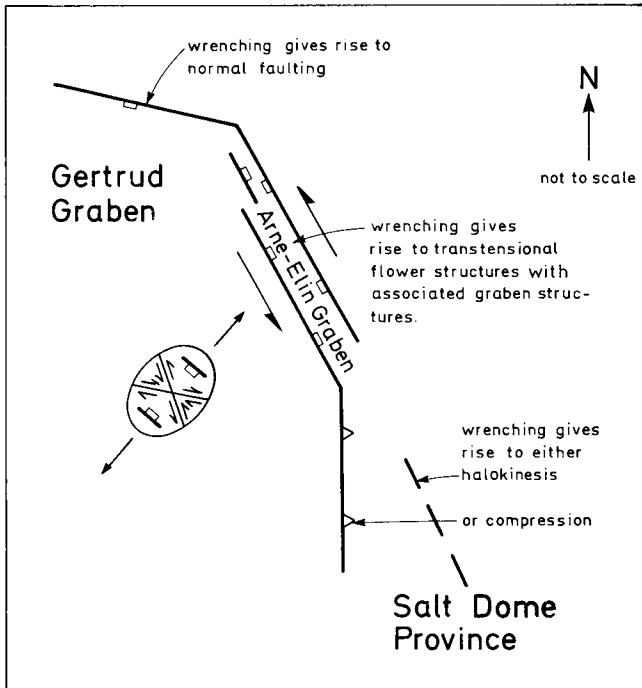 wrenching gives rise to
normal faulting
N
not to scale
Gertrud
Graben
Arne-Elin Graben
wrenching gives
rise to transtensional
flower structures with
associated graben struc-
tures.
wrenching gives
rise to either
halokinesis
or compression
Salt Dome
Province